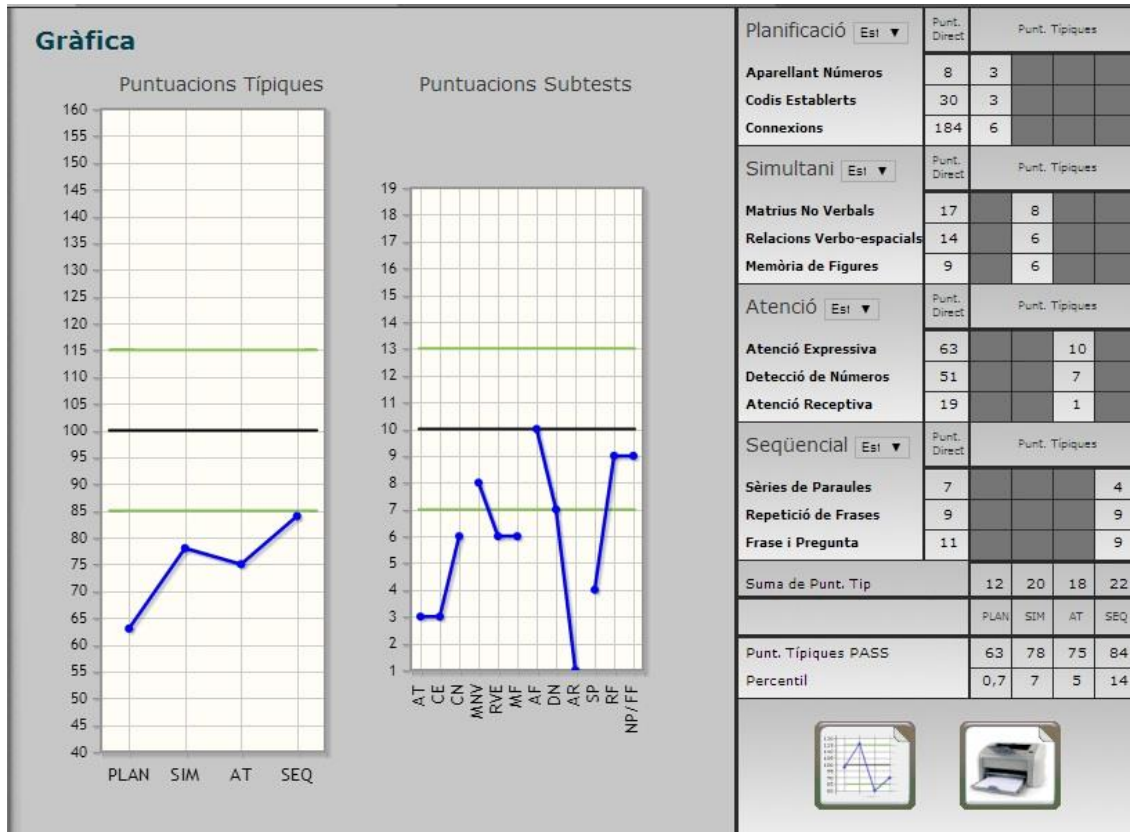 Gràfica
Puntuacions Típiques
160
155
150
145
140
135
130
125
120
115
110
105
100
95
90
85
80
75
70
65
60
55
50
45
40
PLAN SIM AT SEQ
Puntuacions Subtests
19
18
17
16
15
14
13
12
11
10
9
8
7
6
5
4
3
2
1
AT CE CN MNV RVE MF AF DN AR SP RF NP/FF
Planificació Est ▼ Punt. Direct Punt. Típiques
Aparellant Números 8 3
Codis Establerts 30 3
Connexions 184 6
Simultani Est ▼ Punt. Direct Punt. Típiques
Matrius No Verbals 17 8
Relacions Verbo-espacials 14 6
Memòria de Figures 9 6
Atenció Est ▼ Punt. Direct Punt. Típiques
Atenció Expressiva 63 10
Detecció de Números 51 7
Atenció Receptiva 19 1
Seqüencial Est ▼ Punt. Direct Punt. Típiques
Sèries de Paraules 7 4
Repetició de Frases 9 9
Frase i Pregunta 11 9
Suma de Punt. Tip 12 20 18 22
PLAN SIM AT SEQ
Punt. Típiques PASS 63 78 75 84
Percentil 0,7 7 5 14